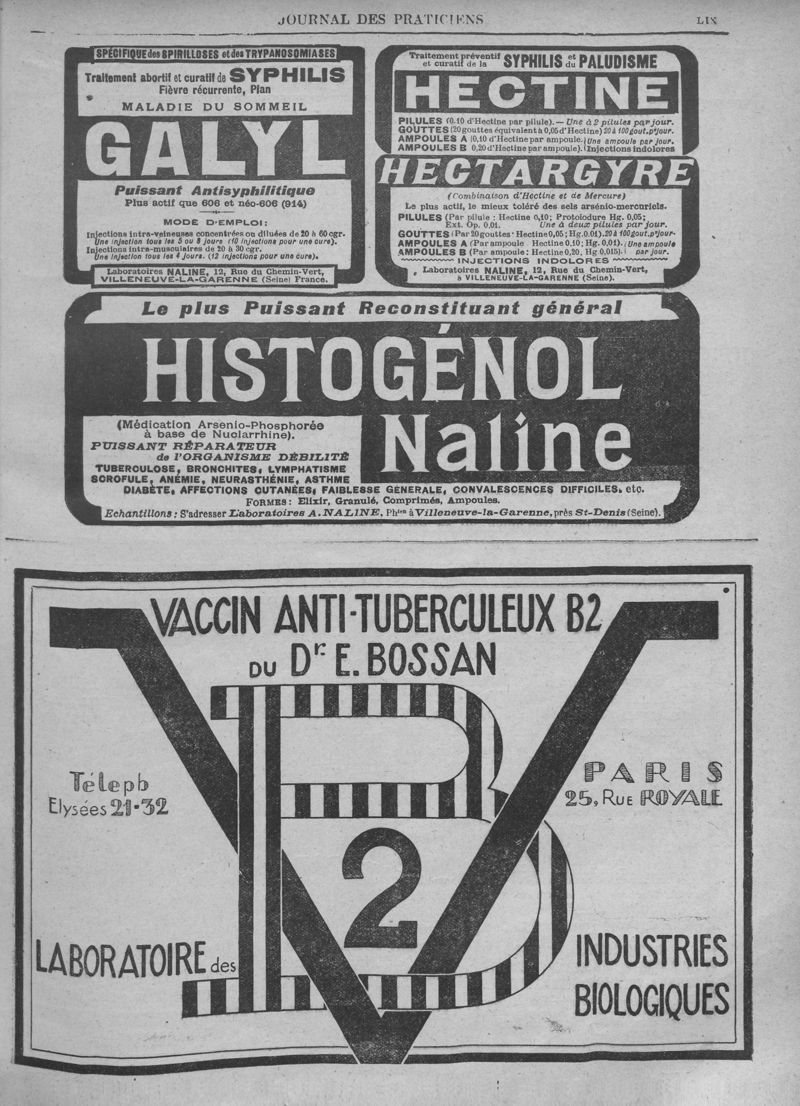 JOURNAL DES PRATICIENS
LIX
SPÉCIFIQUE des SPIRILLOSES et des TRYPANOSOMIASES
Traitement abortif et curatif de SYPHILIS
Fièvre récurrente, Pian
MALADIE DU SOMMEIL
GALYL
Puissant Antisyphilitique
Plus actif que 606 et néo-606 (914)
MODE D'EMPLOI:
Injections intra-veineuses concentrées ou diluées de 20 à 60 cgr.
Une injection tous les 5 ou 8 jours (10 injections pour une cure).
Injections intra-musculaires de 20 à 30 cgr.
Une injection tous les 4 jours. (12 injections pour une cure).
Laboratoires NALINE, 12, Rue du Chemin-Vert,
VILLENEUVE-LA-GARENNE (Seine) France.
Traitement préventif et curatif de la SYPHILIS et du PALUDISME
HECTINE
PILULES (0.10 d'Hectine par pilule). — Une à 2 pilules par jour.
GOUTTES (20 gouttes équivalent à 0,05 d'Hectine) 20 à 100 gout. pr jour.
AMPOULES A (0,10 d'Hectine par ampoule. Une ampoule par jour.
AMPOULES B 0,20 d'Hectine par ampoule). Injections indolores
HECTARGYRE
(Combinaison d'Hectine et de Mercure)
Le plus actif, le mieux toléré des sels arsénio-mercuriels.
PILULES (Par pilule : Hectine 0,10; Protoiodure Hg. 0,05;
Ext. Op. 0,01. Une à deux pilules par jour.
GOUTTES (Par 20 gouttes · Hectine 0,05; Hg. 0.01). 20 à 100 gout. pr jour.
AMPOULES A (Par ampoule Hectine 0,10; Hg. 0,01). Une ampoule
AMPOULES B (Par ampoule: Hectine 0,20, Hg. 0,015). par jour.
INJECTIONS INDOLORES
Laboratoires NALINE, 12, Rue du Chemin-Vert,
à VILLENEUVE-LA-GARENNE (Seine).
Le plus Puissant Reconstituant général
HISTOGÉNOL
Naline
(Médication Arsenio-Phosphorée
à base de Nuclarrhine).
PUISSANT RÉPARATEUR
de l'ORGANISME DÉBILITÉ
TUBERCULOSE, BRONCHITES, LYMPHATISME
SCROFULE, ANÉMIE, NEURASTHÉNIE, ASTHME
DIABÈTE, AFFECTIONS CUTANÉES, FAIBLESSE GÉNÉRALE, CONVALESCENCES DIFFICILES, etc.
FORMES: Elixir, Granulé, Comprimés, Ampoules.
Echantillons : S'adresser L'aboratoires A. NALINE, Phien à Villeneuve-la-Garenne, près St-Denis (Seine).
VACCIN ANTI-TUBERCULEUX B2
DU Dr. E. BOSSAN
B
2
V
Téleph
Elysées 21-32
PARIS
25, RUE ROYALE
LABORATOIRE des
INDUSTRIES
BIOLOGIQUES